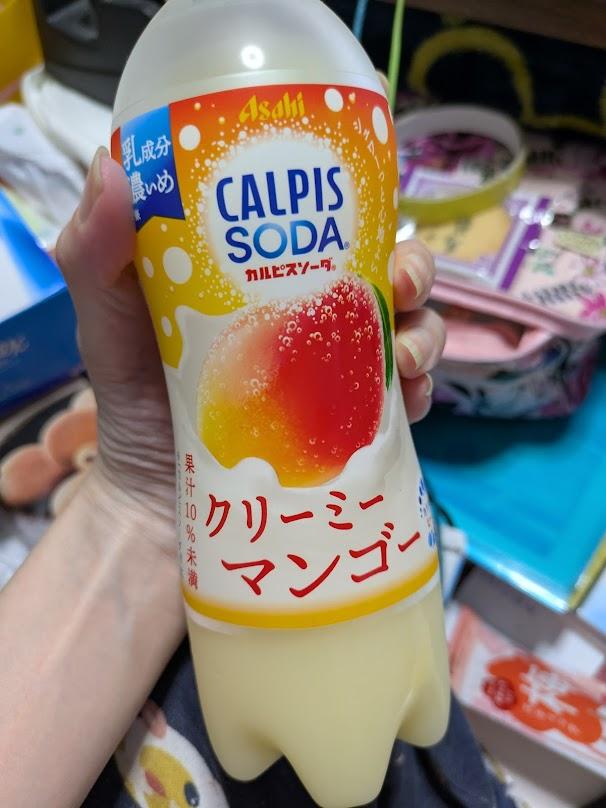 Asahi
乳成分
濃いめ
CALPIS
SODA®
カルピスソーダ®
果汁10%未満
クリーミー
マンゴー